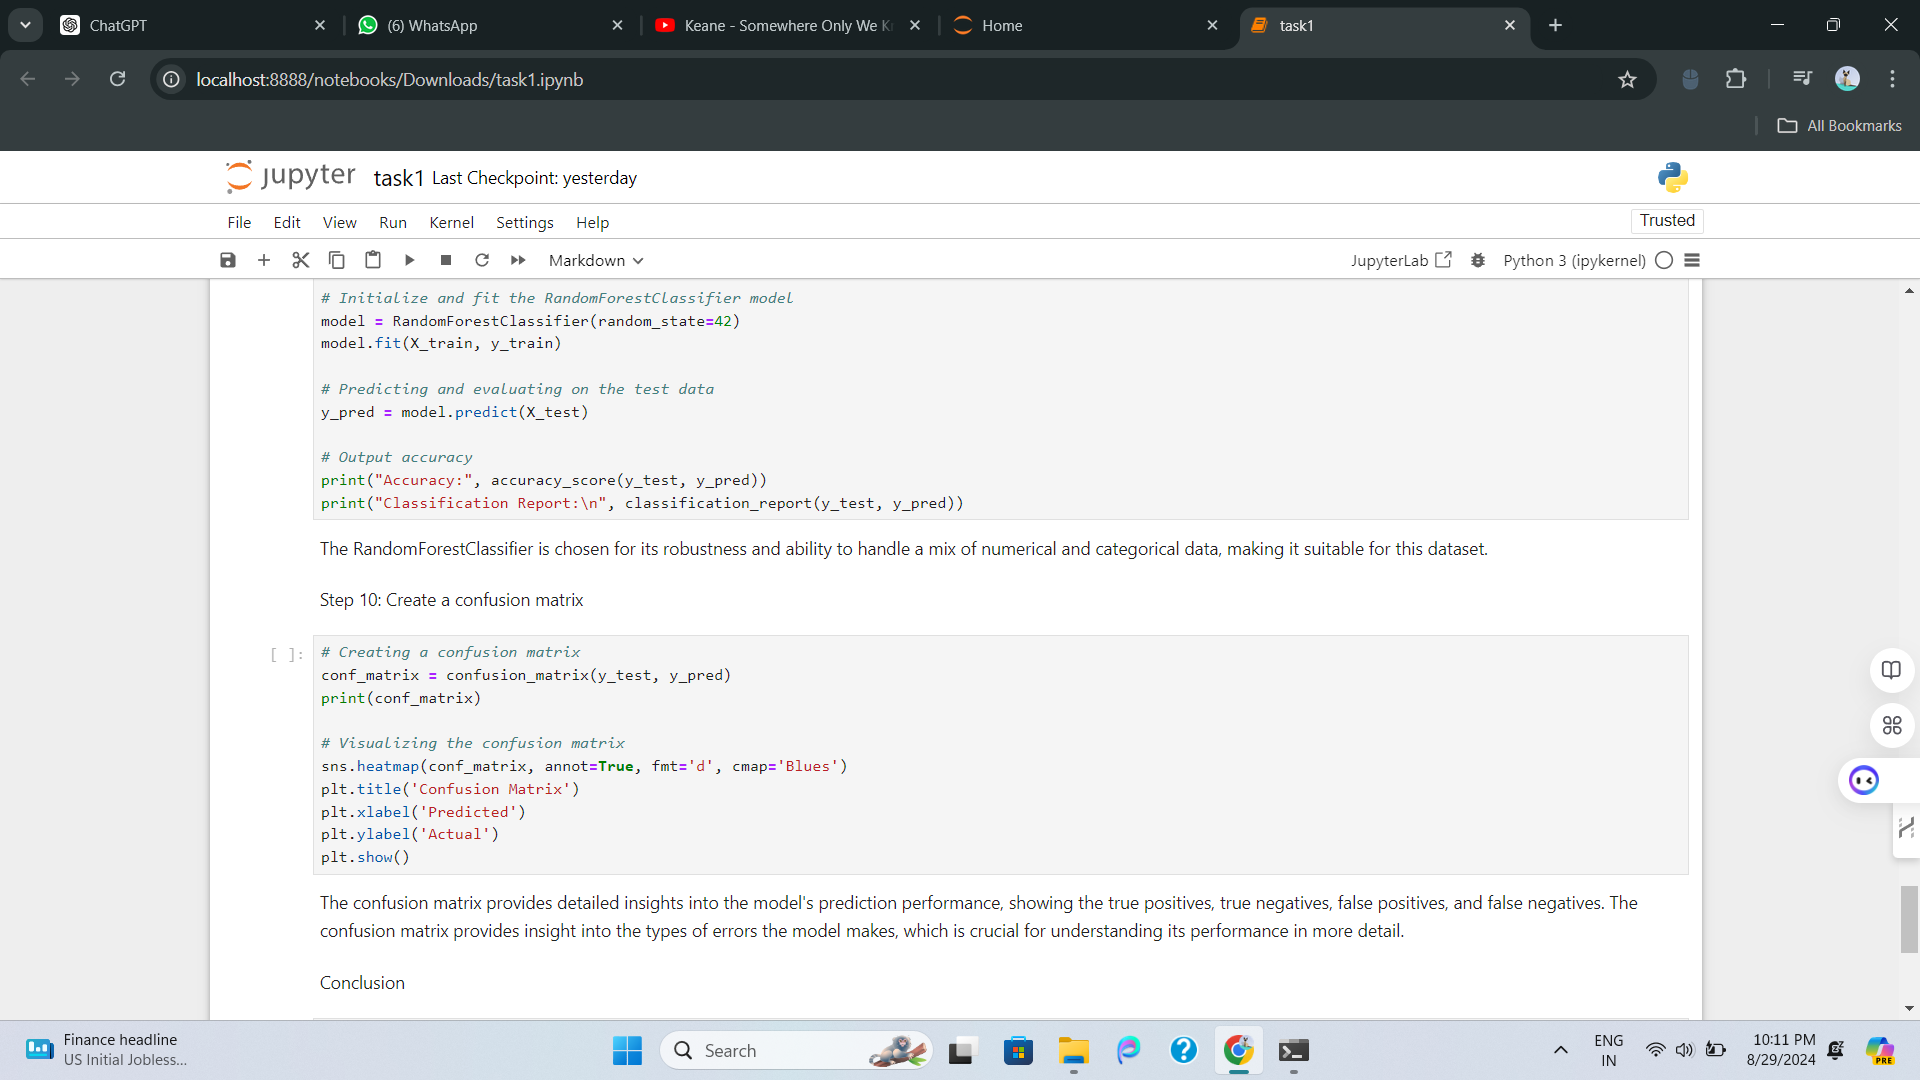 ChatGPT
(6) WhatsApp
Keane - Somewhere Only We K
Home
task1
localhost:8888/notebooks/Downloads/task1.ipynb
All Bookmarks
jupyter task1 Last Checkpoint: yesterday
File Edit View Run Kernel Settings Help
Trusted
Markdown
JupyterLab
Python 3 (ipykernel)
# Initialize and fit the RandomForestClassifier model
model = RandomForestClassifier(random_state=42)
model.fit(X_train, y_train)
# Predicting and evaluating on the test data
y_pred = model.predict(X_test)
# Output accuracy
print("Accuracy:", accuracy_score(y_test, y_pred))
print("Classification Report:\n", classification_report(y_test, y_pred))
The RandomForestClassifier is chosen for its robustness and ability to handle a mix of numerical and categorical data, making it suitable for this dataset.
Step 10: Create a confusion matrix
[ ]:
# Creating a confusion matrix
conf_matrix = confusion_matrix(y_test, y_pred)
print(conf_matrix)
# Visualizing the confusion matrix
sns.heatmap(conf_matrix, annot=True, fmt='d', cmap='Blues')
plt.title('Confusion Matrix')
plt.xlabel('Predicted')
plt.ylabel('Actual')
plt.show()
The confusion matrix provides detailed insights into the model's prediction performance, showing the true positives, true negatives, false positives, and false negatives. The
confusion matrix provides insight into the types of errors the model makes, which is crucial for understanding its performance in more detail.
Conclusion
Finance headline
US Initial Jobless...
Search
ENG
IN
10:11 PM
8/29/2024
PRE